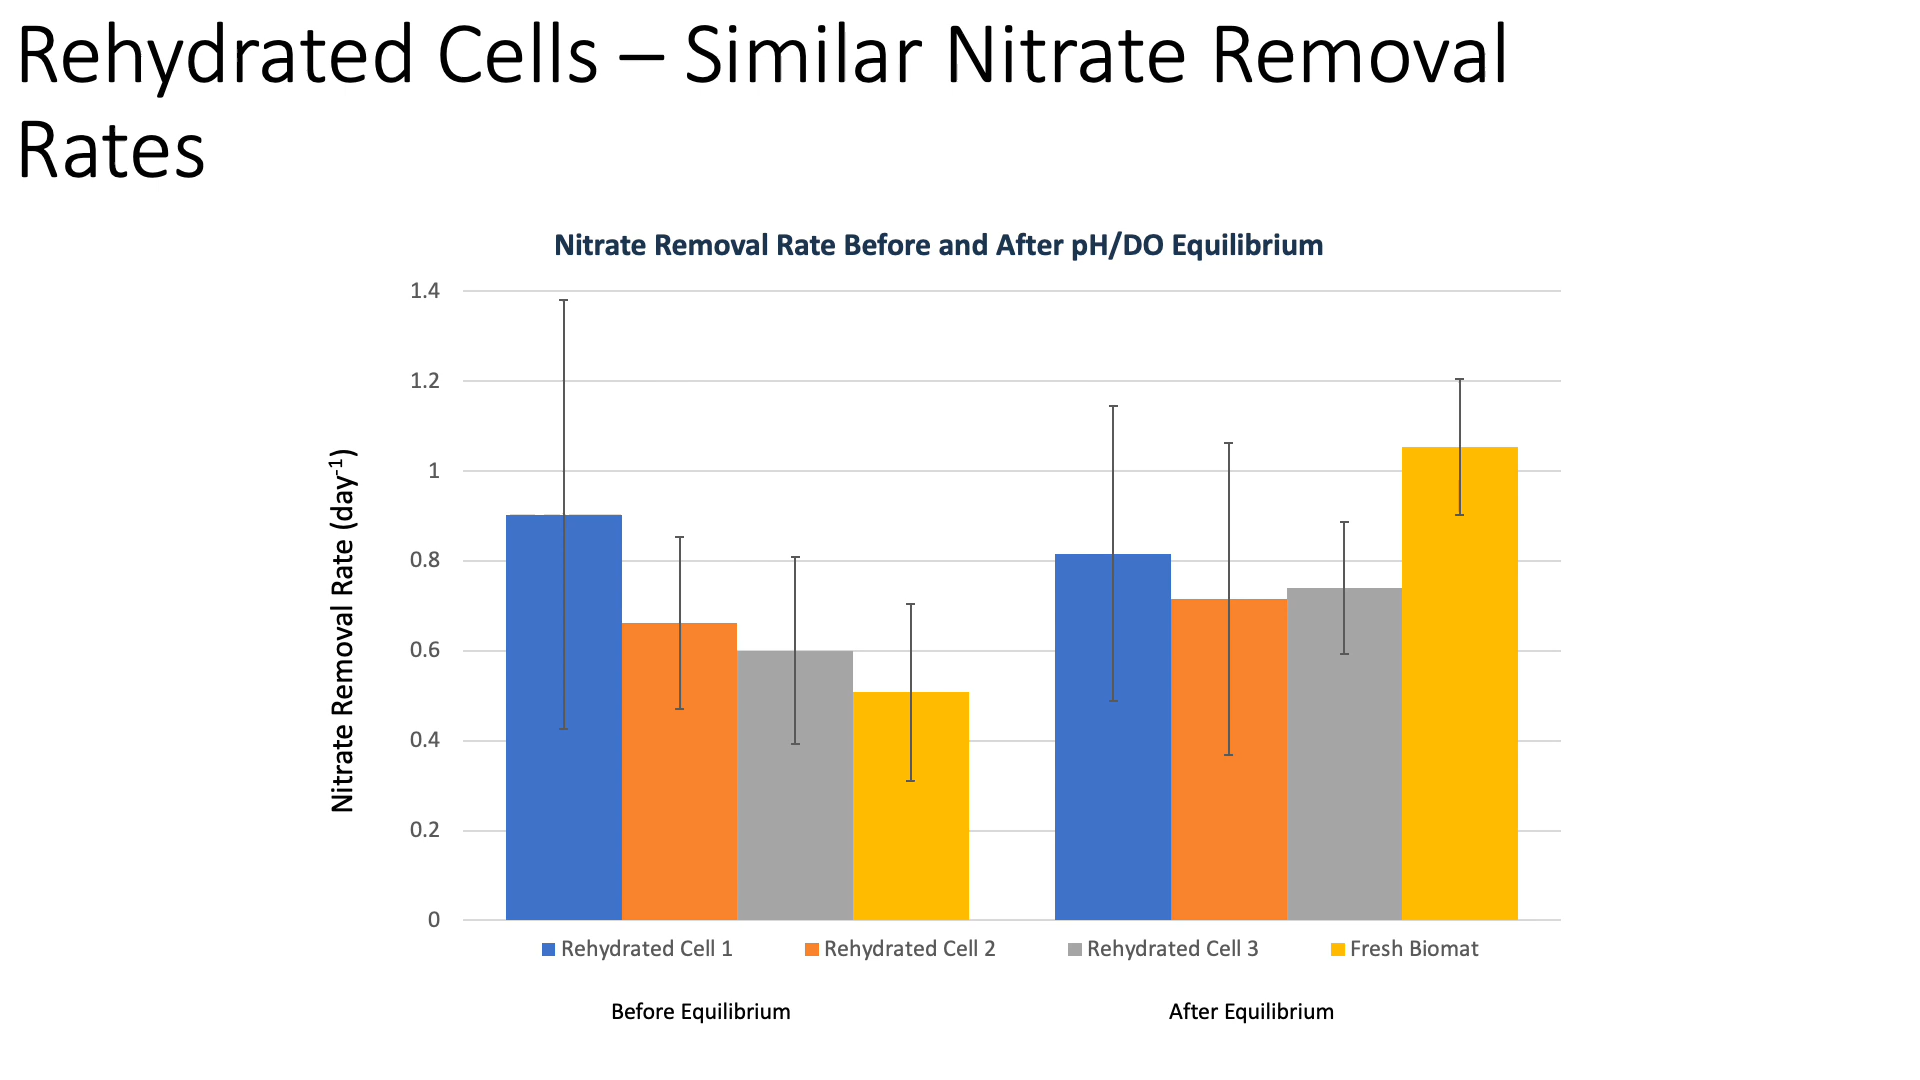 Rehydrated Cells – Similar Nitrate Removal
Rates
Nitrate Removal Rate Before and After pH/DO Equilibrium
Nitrate Removal Rate (day⁻¹)
1.4
1.2
1
0.8
0.6
0.4
0.2
0
Rehydrated Cell 1 Rehydrated Cell 2 Rehydrated Cell 3 Fresh Biomat
Before Equilibrium After Equilibrium